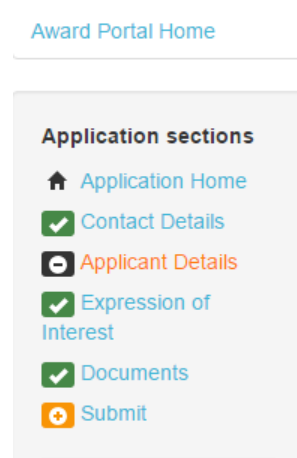 Award Portal Home
Application sections
Application Home
Contact Details
Applicant Details
Expression of
Interest
Documents
Submit